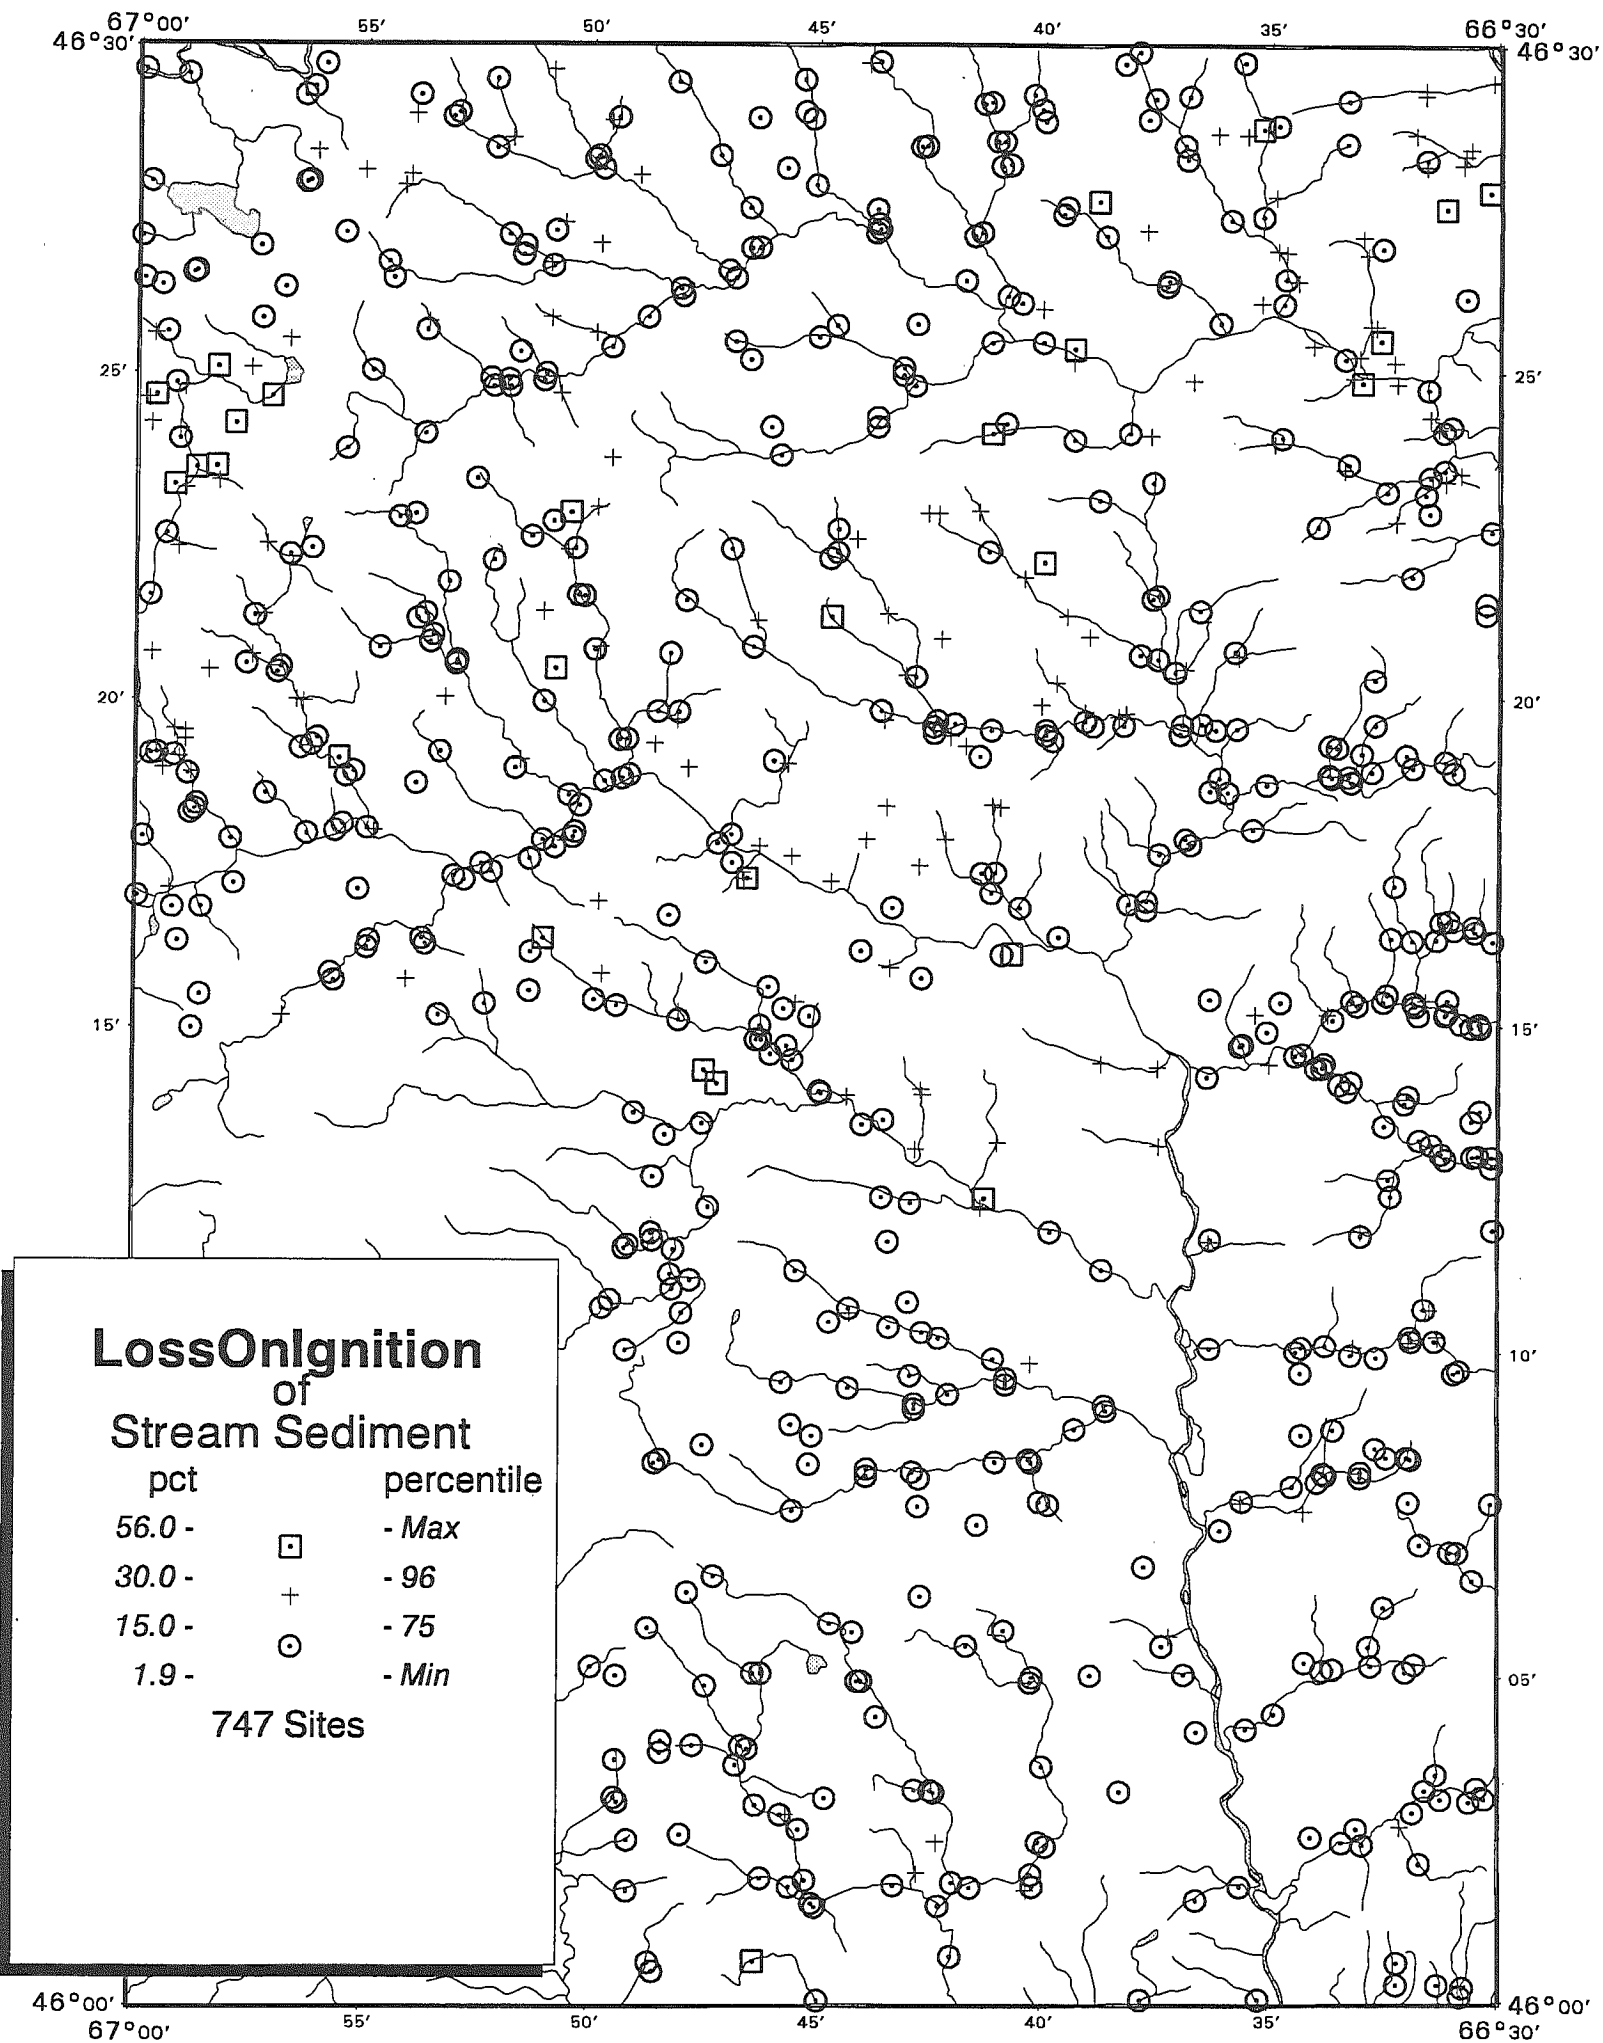 67°00′ 55′ 50′ 45′ 40′ 35′ 66°30′
46°30′ 46°30′
25′ 25′
20′ 20′
15′ 15′
10′
05′
LossOnIgnition
of
Stream Sediment
pct percentile
56.0 - - Max
30.0 - - 96
15.0 - - 75
1.9 - - Min
747 Sites
46°00′ 46°00′
67°00′ 55′ 50′ 45′ 40′ 35′ 66°30′